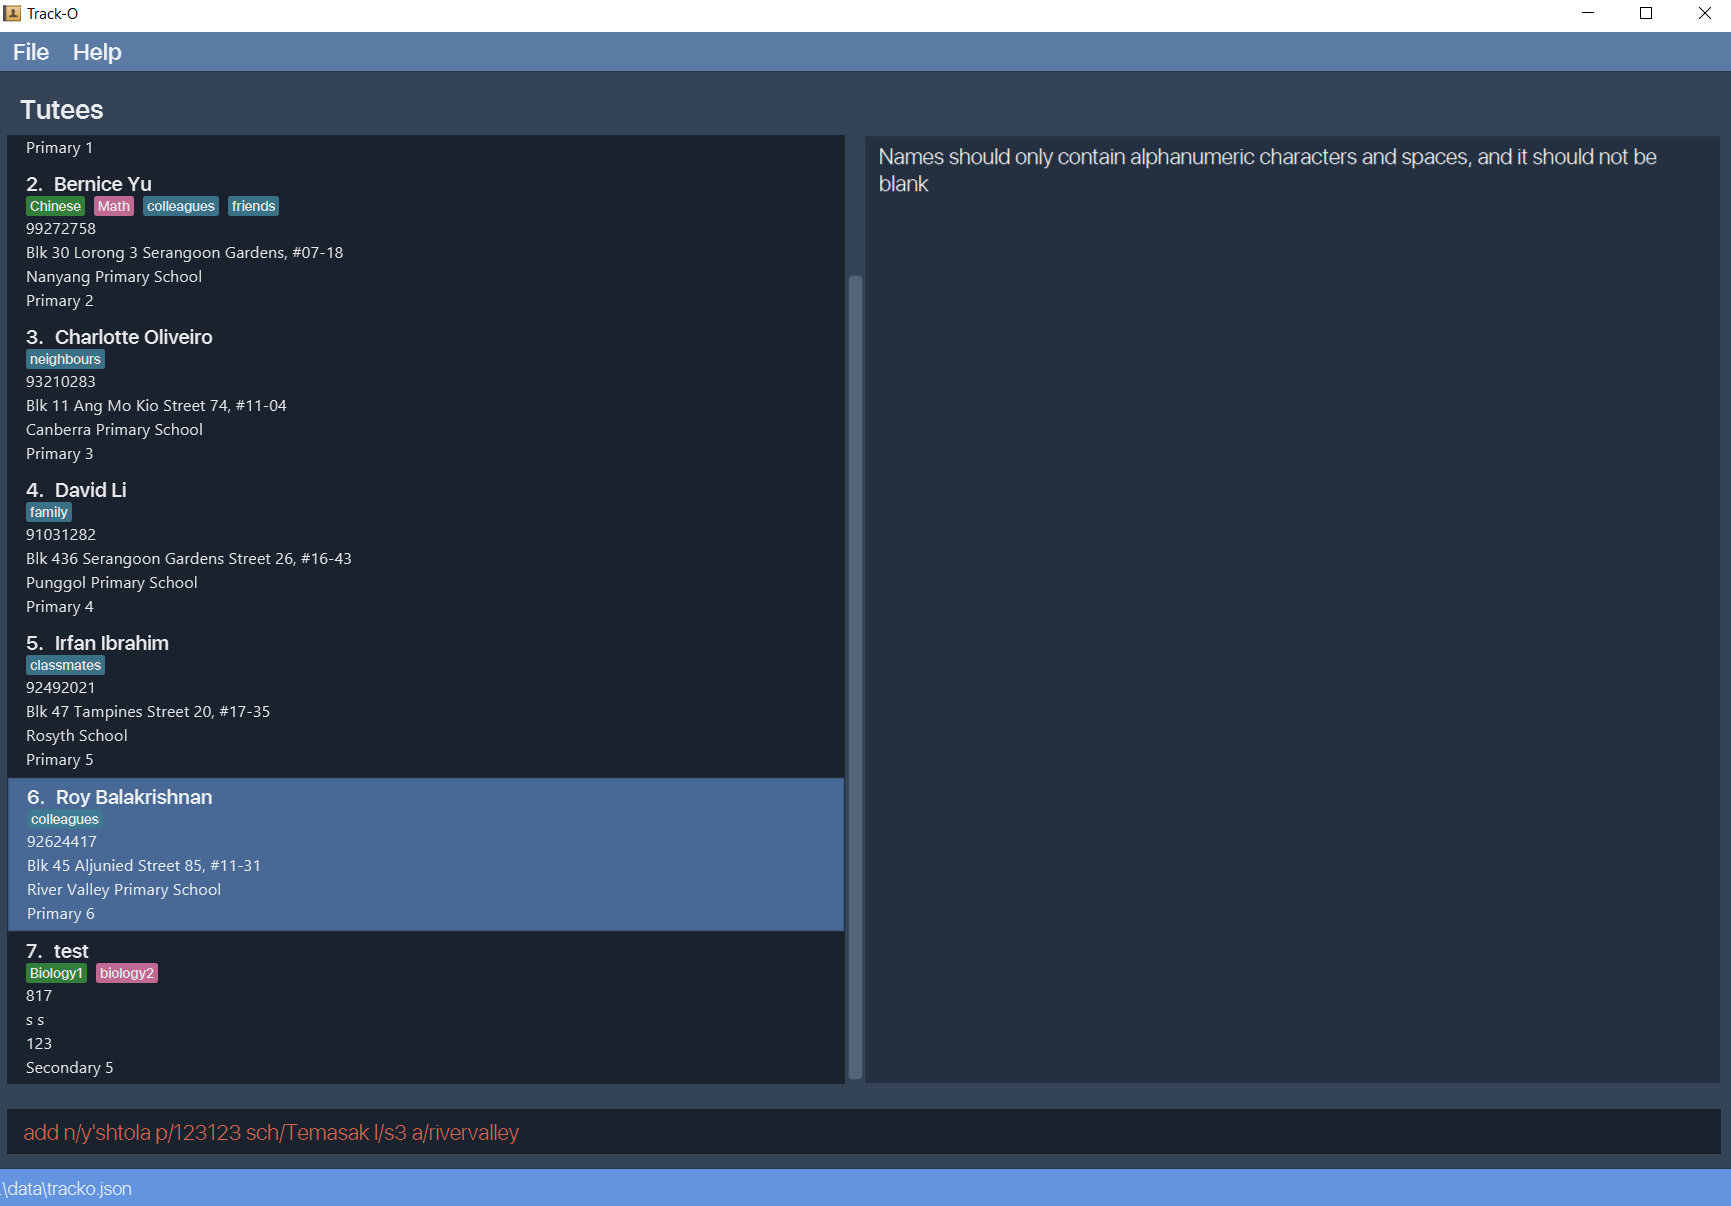 Track-O
File Help
Tutees
Primary 1
2. Bernice Yu
Chinese Math colleagues friends
99272758
Blk 30 Lorong 3 Serangoon Gardens, #07-18
Nanyang Primary School
Primary 2
3. Charlotte Oliveiro
neighbours
93210283
Blk 11 Ang Mo Kio Street 74, #11-04
Canberra Primary School
Primary 3
4. David Li
family
91031282
Blk 436 Serangoon Gardens Street 26, #16-43
Punggol Primary School
Primary 4
5. Irfan Ibrahim
classmates
92492021
Blk 47 Tampines Street 20, #17-35
Rosyth School
Primary 5
6. Roy Balakrishnan
colleagues
92624417
Blk 45 Aljunied Street 85, #11-31
River Valley Primary School
Primary 6
7. test
Biology1 biology2
817
s s
123
Secondary 5
Names should only contain alphanumeric characters and spaces, and it should not be
blank
add n/y'shtola p/123123 sch/Temasak l/s3 a/rivervalley
.\data\tracko.json